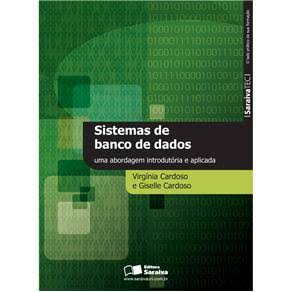 SaraivaTEC
O lado prático da sua formação
Sistemas de
banco de dados
uma abordagem introdutória e aplicada
Virgínia Cardoso
e Giselle Cardoso
Editora
Saraiva
www.saraivatec.com.br